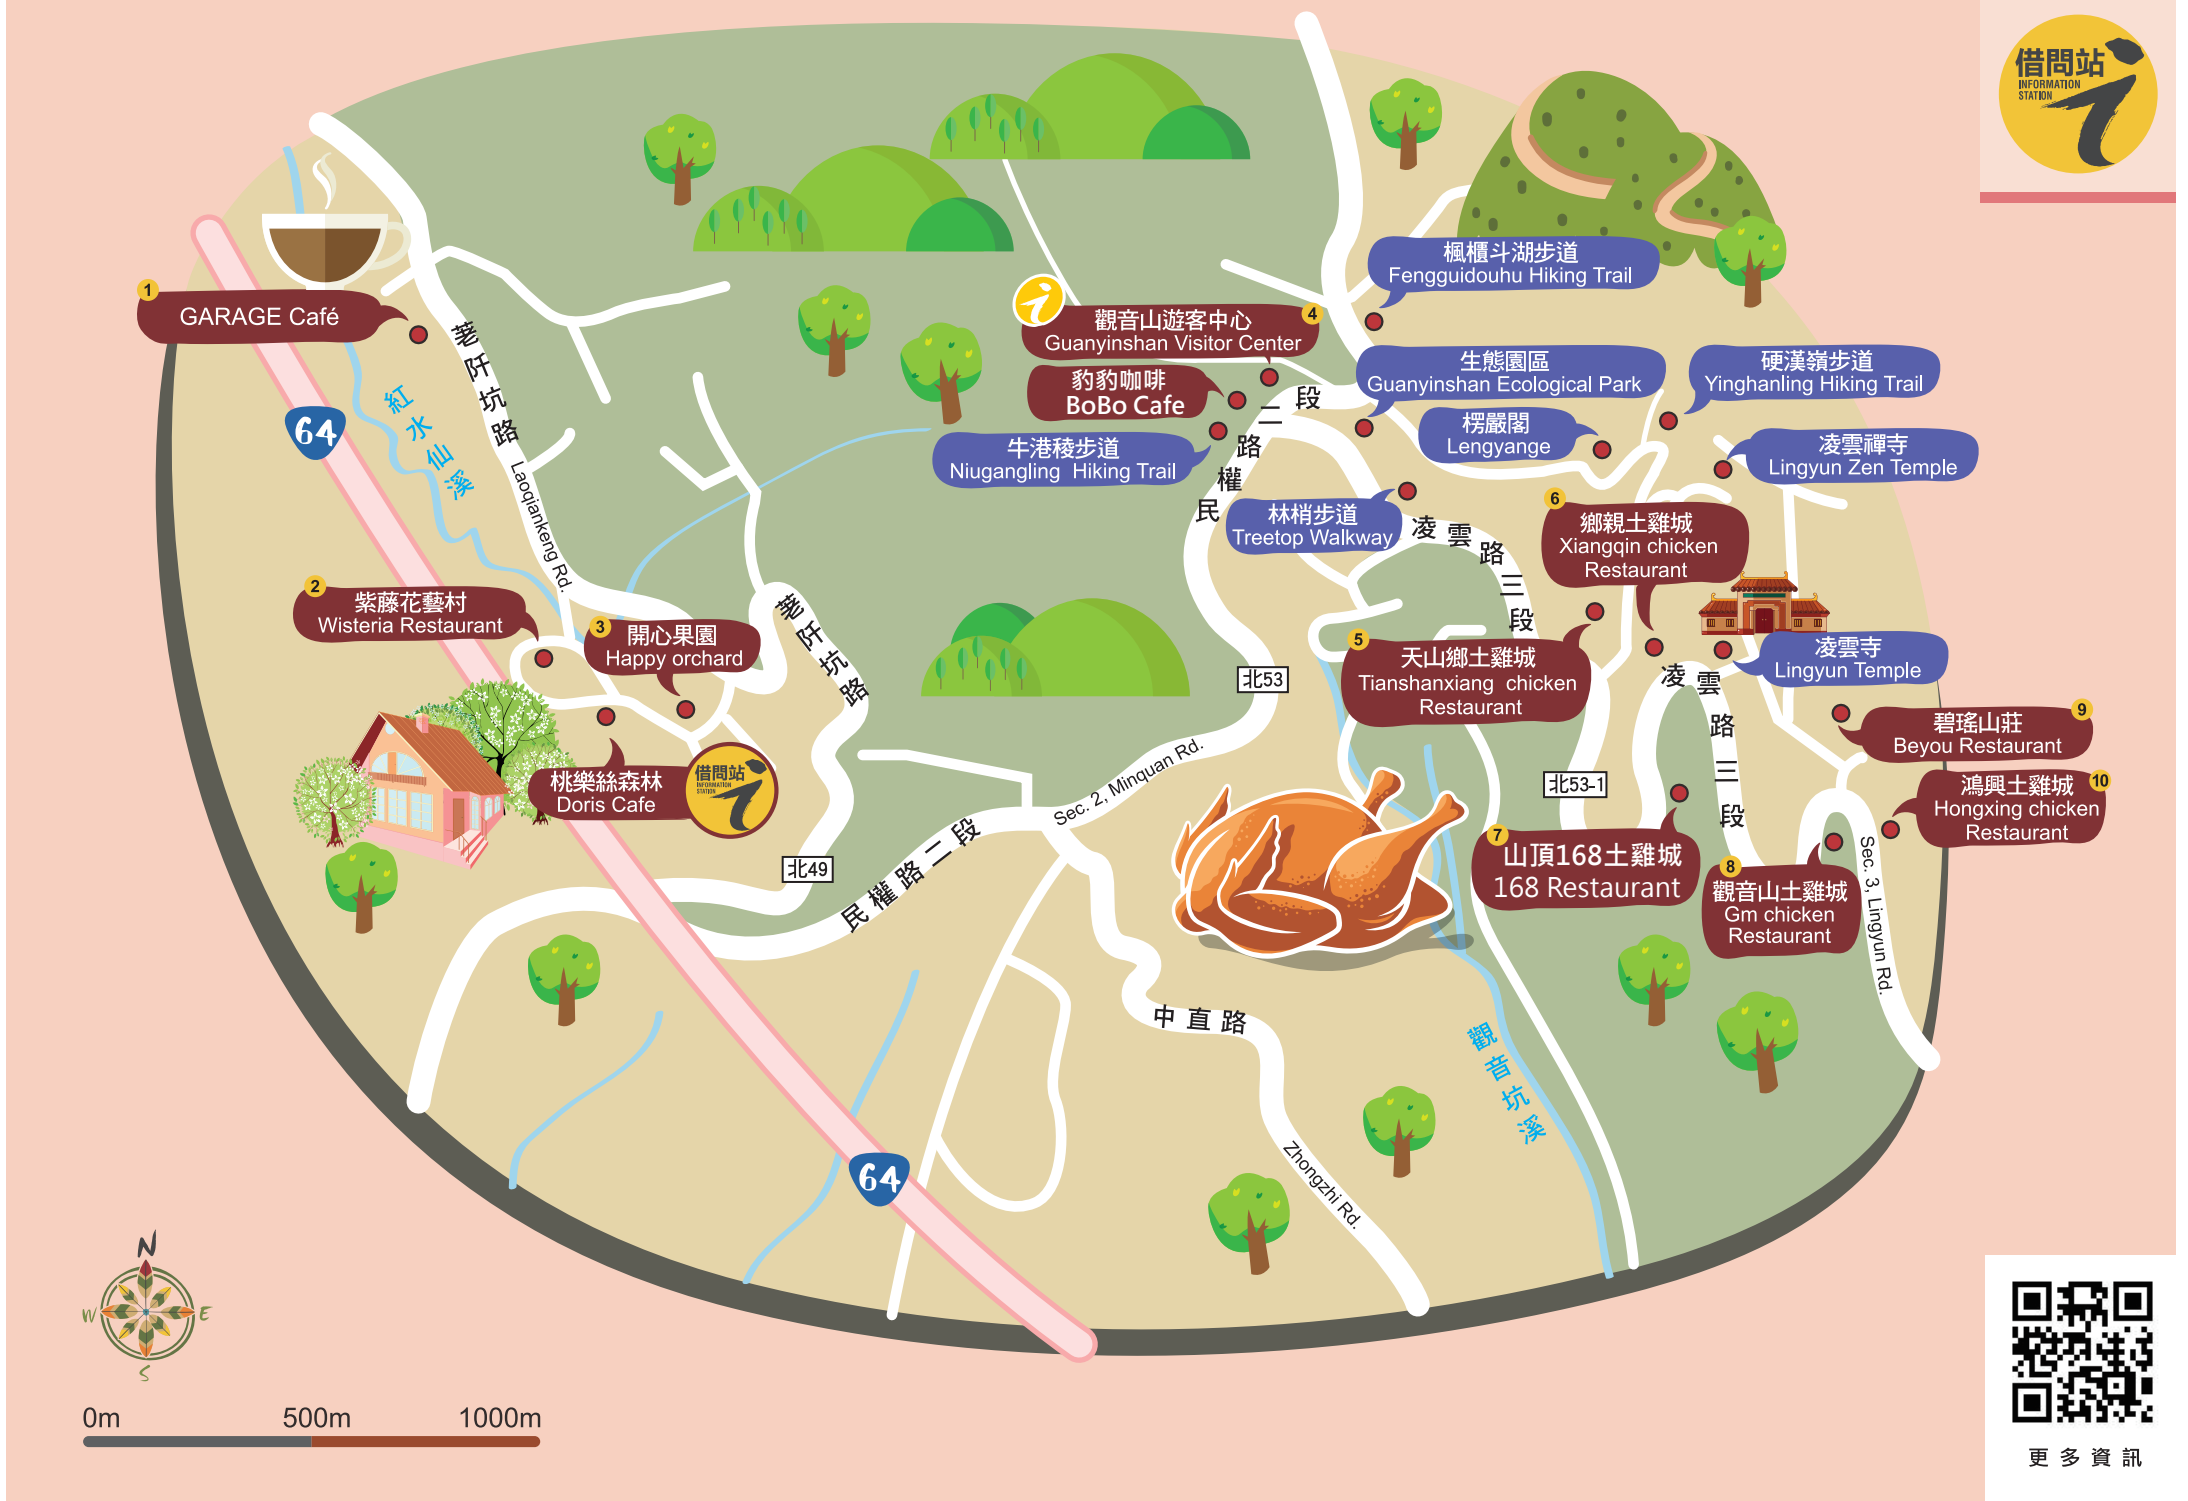 借問站
INFORMATION
STATION
1
GARAGE Café
荖阡坑路
Laoqiankeng Rd.
紅水仙溪
64
楓櫃斗湖步道
Fengguidouhu Hiking Trail
4
觀音山遊客中心
Guanyinshan Visitor Center
豹豹咖啡
BoBo Cafe
牛港稜步道
Niugangling Hiking Trail
民權路二段
生態園區
Guanyinshan Ecological Park
硬漢嶺步道
Yinghanling Hiking Trail
楞嚴閣
Lengyange
凌雲禪寺
Lingyun Zen Temple
林梢步道
Treetop Walkway
凌雲路三段
6
鄉親土雞城
Xiangqin chicken
Restaurant
2
紫藤花藝村
Wisteria Restaurant
3
開心果園
Happy orchard
荖阡坑路
5
天山鄉土雞城
Tianshanxiang chicken
Restaurant
凌雲寺
Lingyun Temple
北53
凌雲路三段
9
碧瑤山莊
Beyou Restaurant
10
鴻興土雞城
Hongxing chicken
Restaurant
桃樂絲森林
Doris Cafe
借問站
INFORMATION
STATION
Sec. 2, Minquan Rd.
北53-1
北49
民權路二段
7
山頂168土雞城
168 Restaurant
8
觀音山土雞城
Gm chicken
Restaurant
Sec. 3, Lingyun Rd.
中直路
Zhongzhi Rd.
觀音坑溪
64
N
W
E
S
0m
500m
1000m
更多資訊